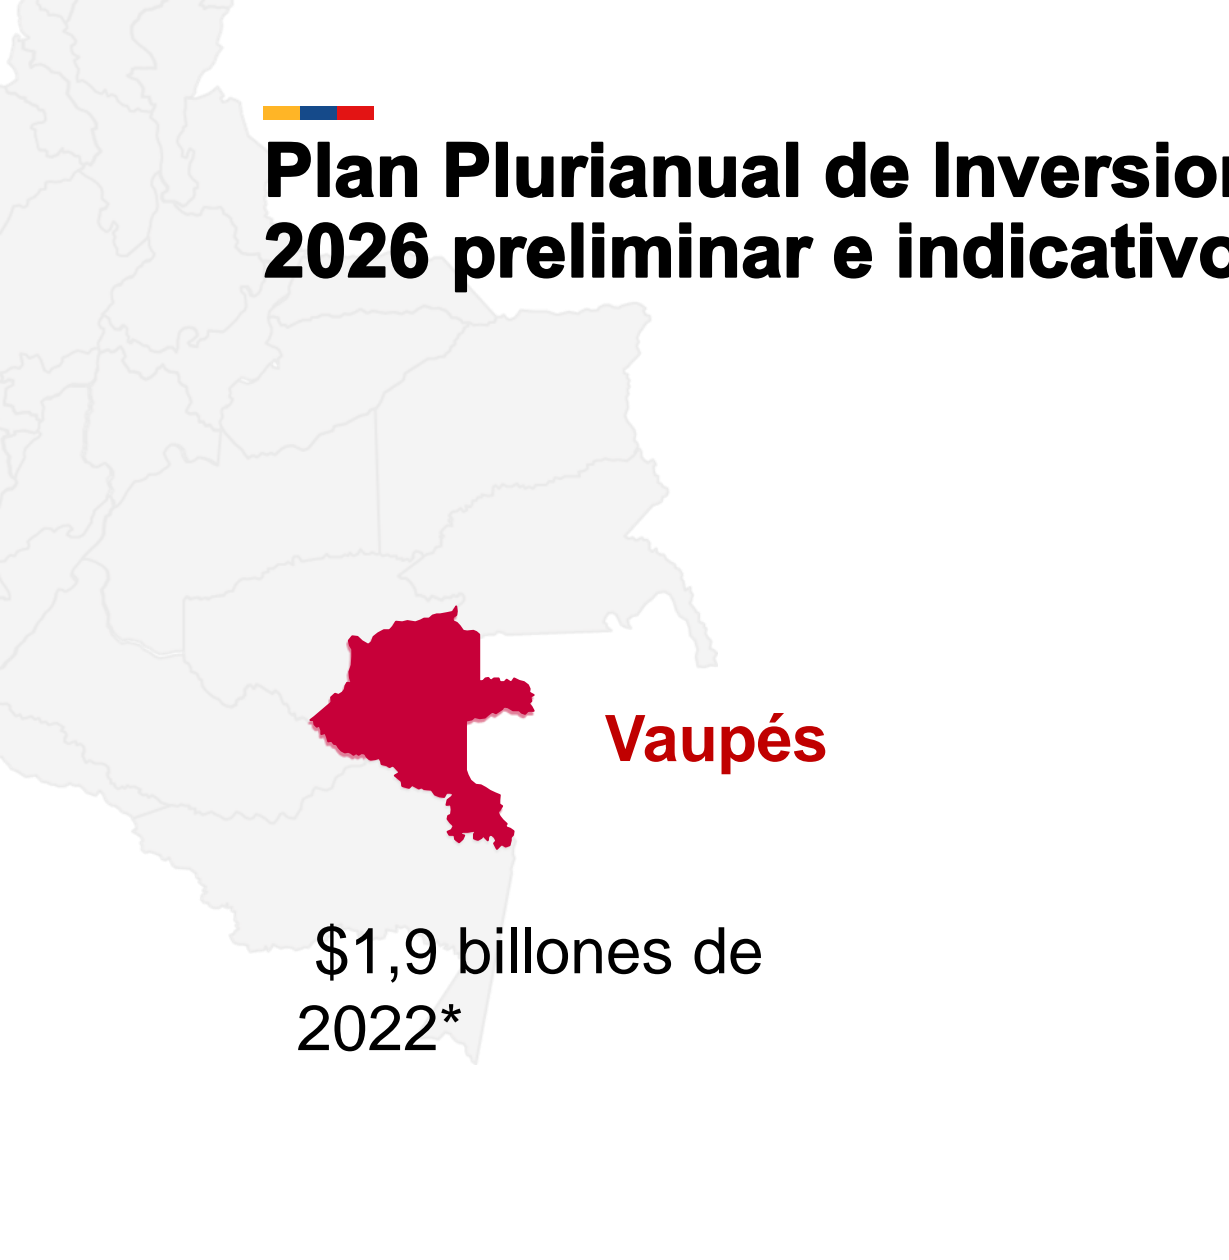 Plan Plurianual de Inversion
2026 preliminar e indicativo
Vaupés
$1,9 billones de
2022*